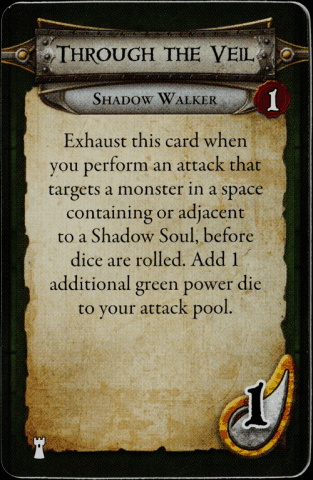 THROUGH THE VEIL
SHADOW WALKER
1
Exhaust this card when
you perform an attack that
targets a monster in a space
containing or adjacent
to a Shadow Soul, before
dice are rolled. Add 1
additional green power die
to your attack pool.
1